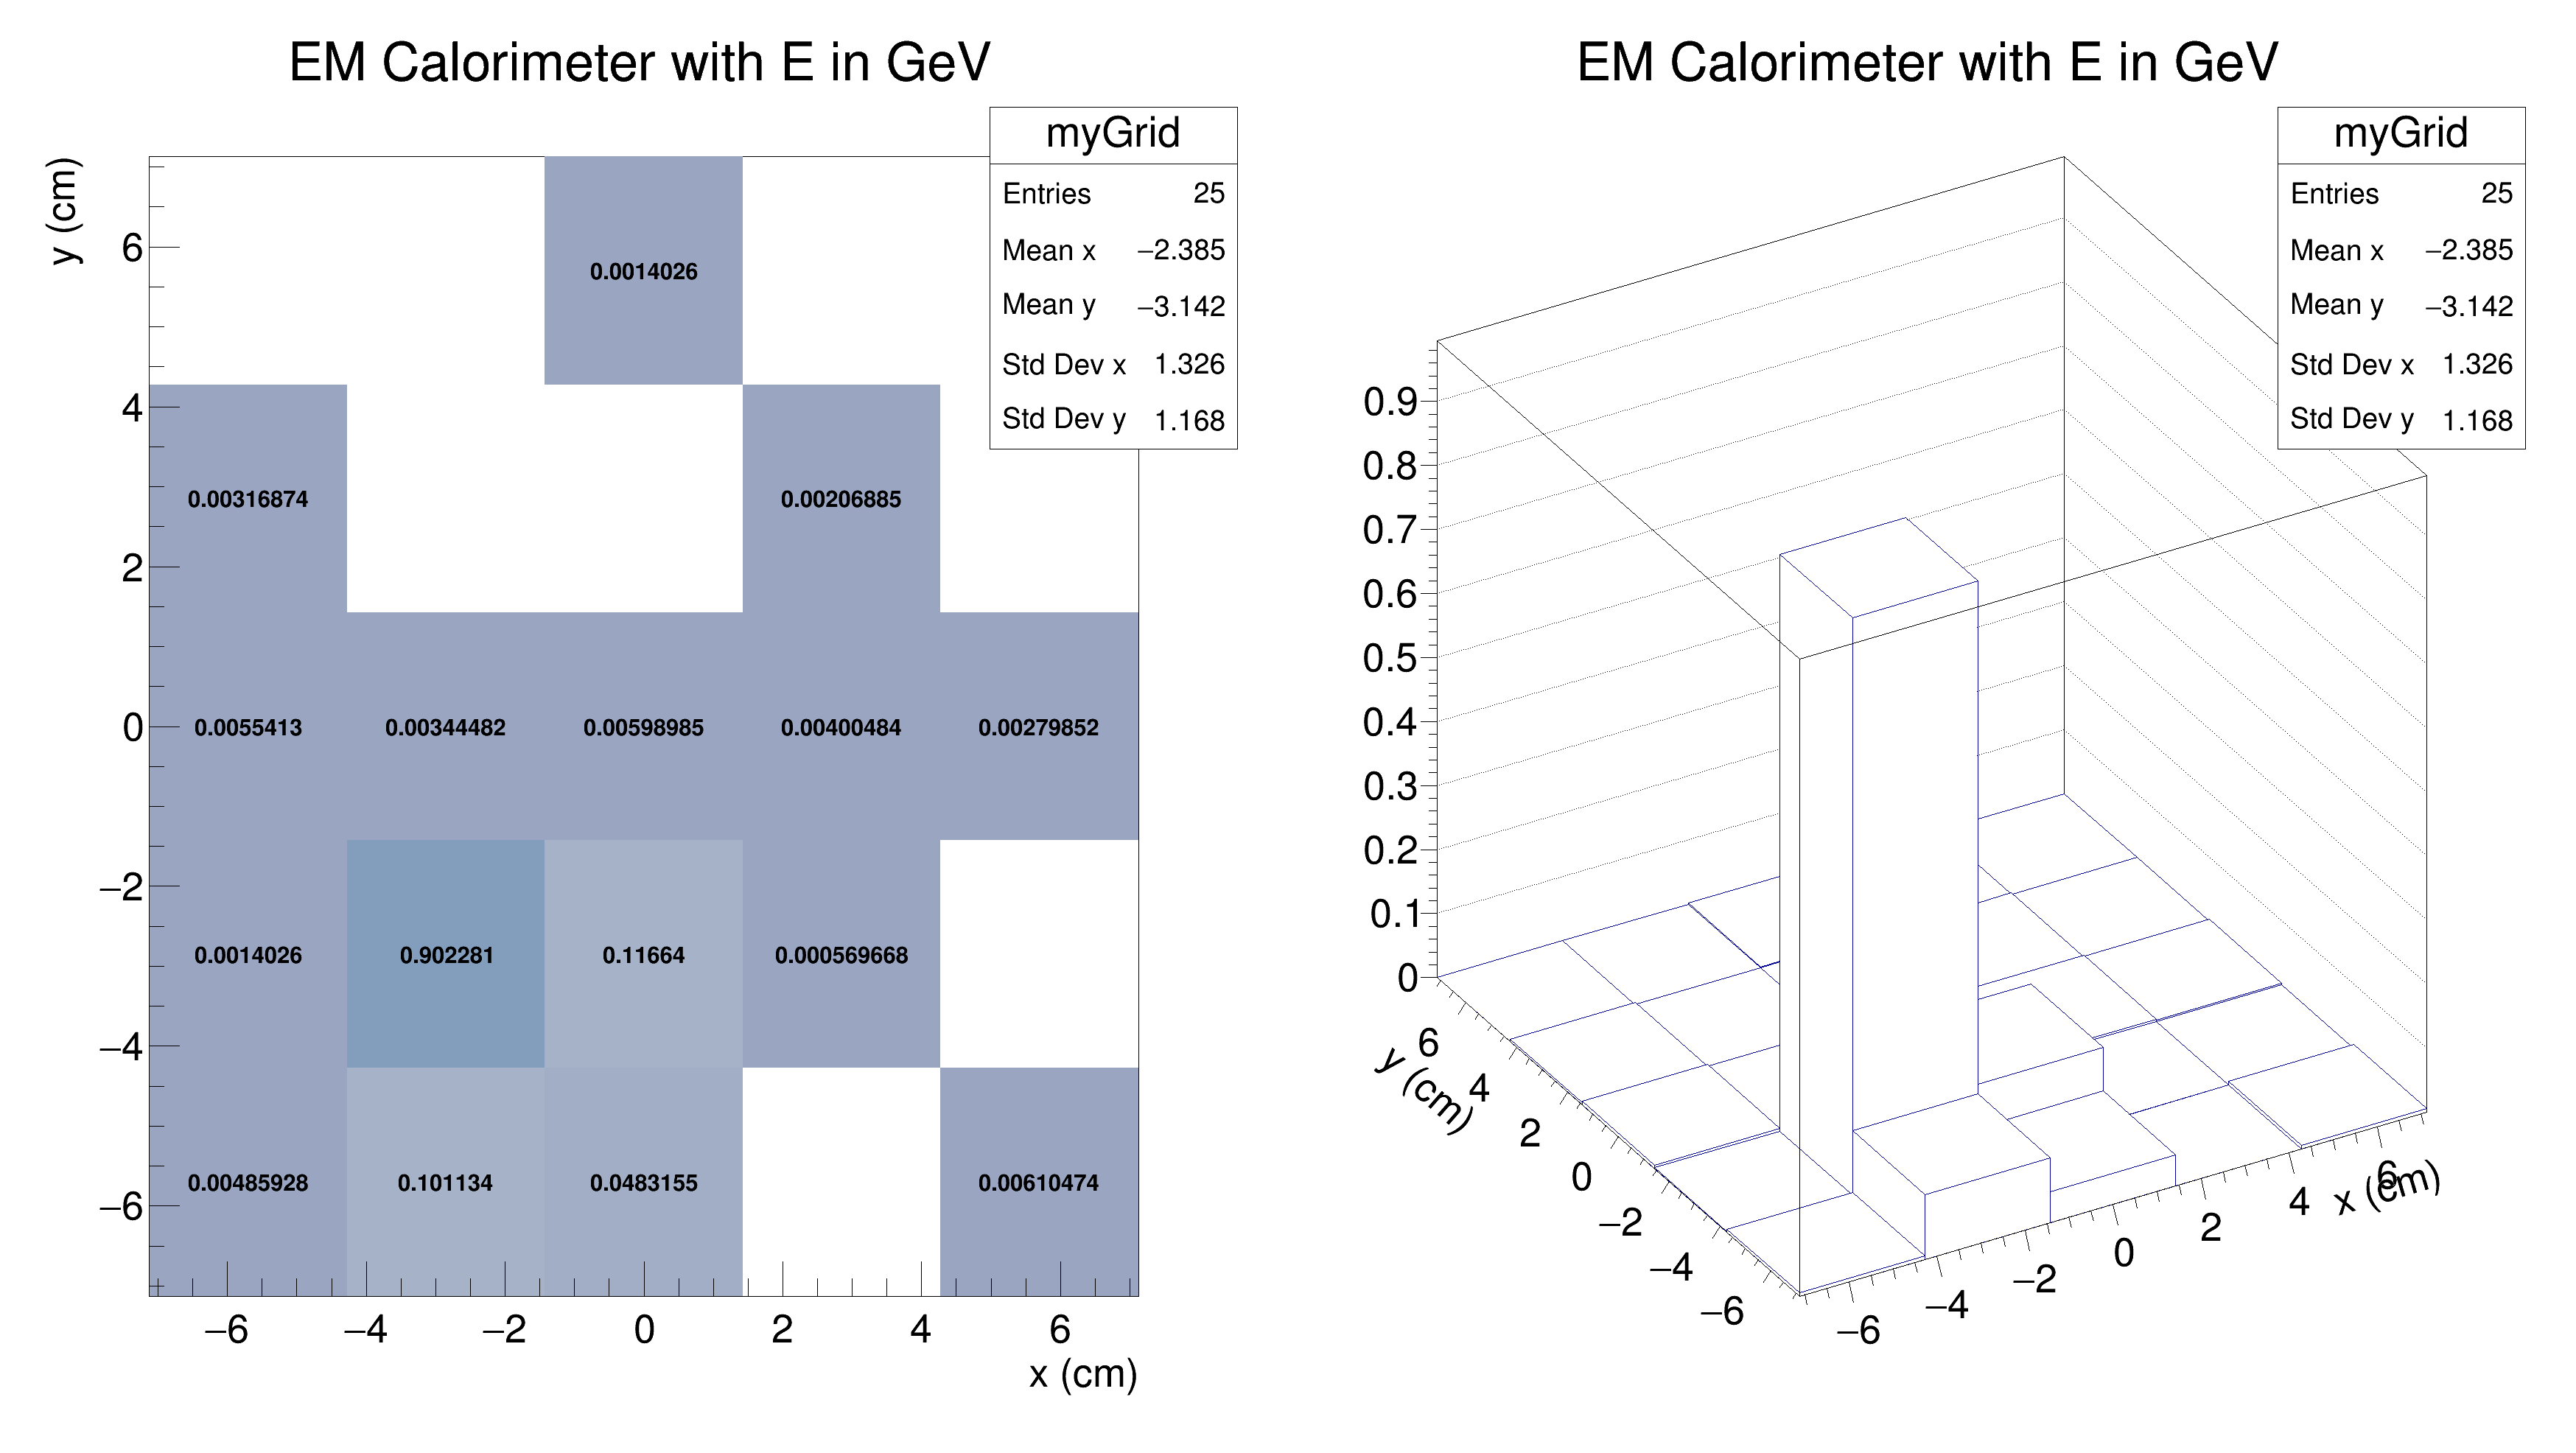 EM Calorimeter with E in GeV
myGrid
Entries 25
Mean x −2.385
Mean y −3.142
Std Dev x 1.326
Std Dev y 1.168
y (cm)
6
4
2
0
−2
−4
−6
0.0014026
0.00316874 0.00206885
0.0055413 0.00344482 0.00598985 0.00400484 0.00279852
0.0014026 0.902281 0.11664 0.000569668
0.00485928 0.101134 0.0483155 0.00610474
−6 −4 −2 0 2 4 6
x (cm)
EM Calorimeter with E in GeV
myGrid
Entries 25
Mean x −2.385
Mean y −3.142
Std Dev x 1.326
Std Dev y 1.168
0.9
0.8
0.7
0.6
0.5
0.4
0.3
0.2
0.1
0
y (cm)
6
4
2
0
−2
−4
−6
−6
−4
−2
0
2
4
6
x (cm)